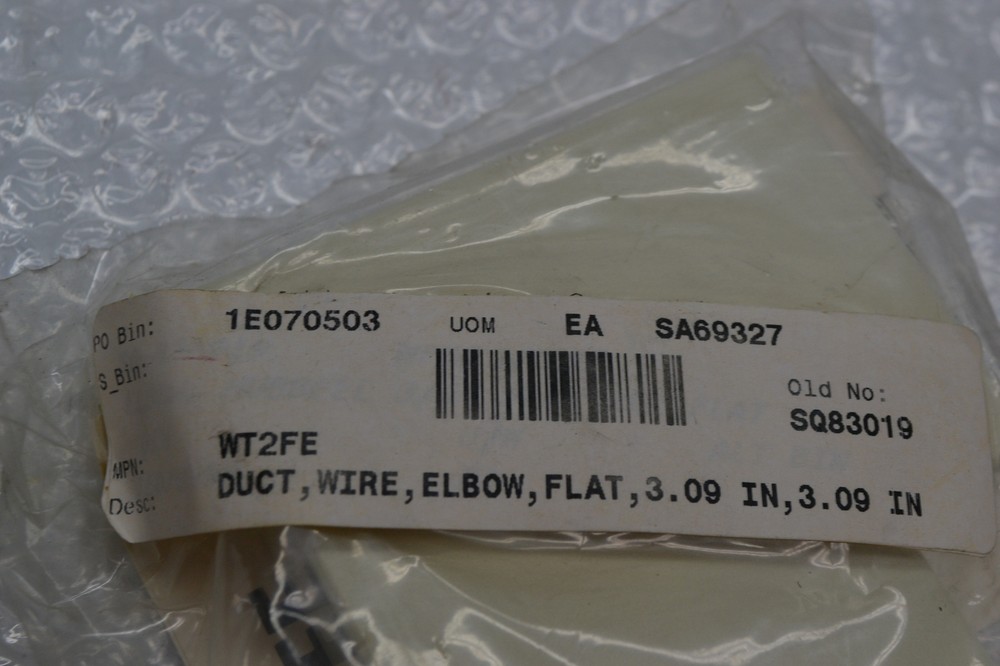 PO Bin: 1E070503 UOM EA SA69327
S_Bin:
Old No:
SQ83019
MPN: WT2FE
Desc: DUCT,WIRE,ELBOW,FLAT,3.09 IN,3.09 IN